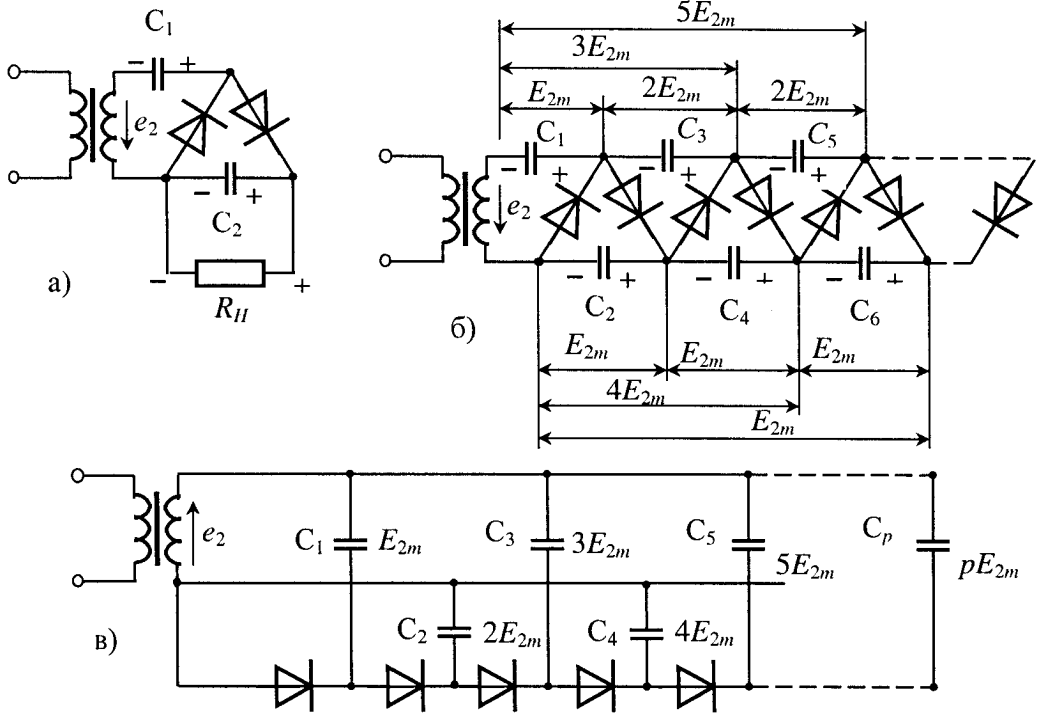 C₁
- +
e₂
- +
C₂
- +
R_H
а)
5E₂ₘ
3E₂ₘ
E₂ₘ 2E₂ₘ 2E₂ₘ
C₁ C₃ C₅
- + - + - +
e₂
- + - + - +
C₂ C₄ C₆
б)
E₂ₘ E₂ₘ E₂ₘ
4E₂ₘ
E₂ₘ
e₂
C₁ E₂ₘ C₃ 3E₂ₘ C₅ 5E₂ₘ Cₚ pE₂ₘ
C₂ 2E₂ₘ C₄ 4E₂ₘ
в)